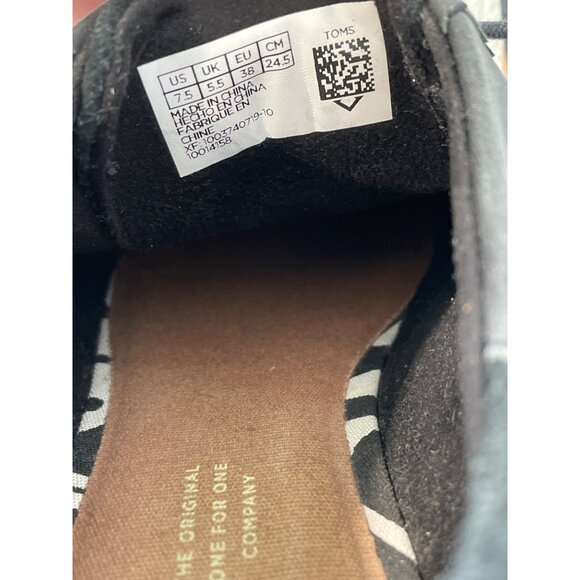 US UK EU CM
7.5 5.5 38 24.5
MADE IN CHINA
HECHO EN CHINA
FABRIQUE EN
CHINE
XF: 1003740719-10
10014158
TOMS
HE ORIGINAL
ONE FOR ONE
COMPANY